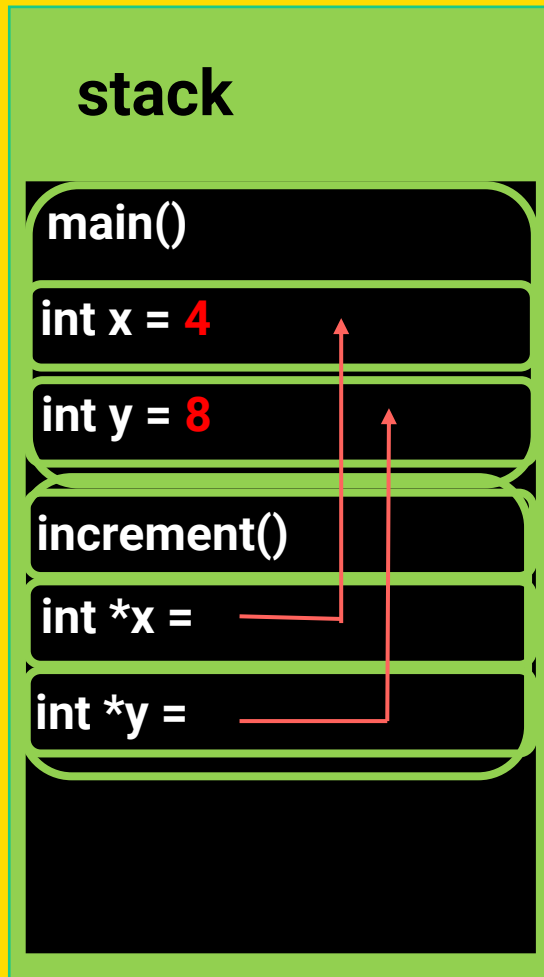 stack
main()
int x = 4
int y = 8
increment()
int *x =
int *y =